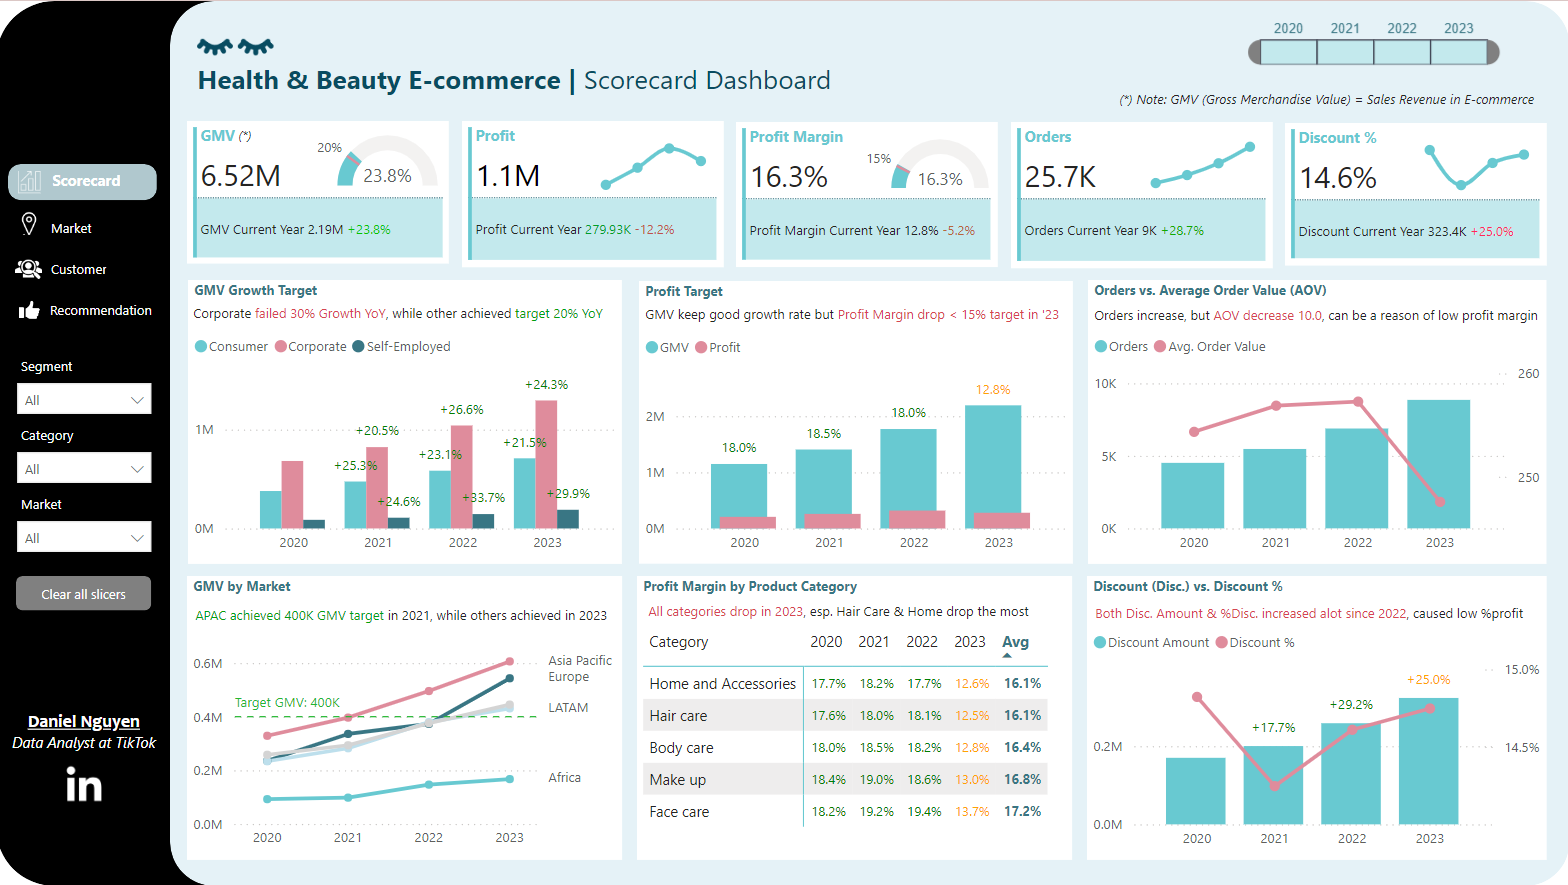 2020 2021 2022 2023
Health & Beauty E-commerce | Scorecard Dashboard
(*) Note: GMV (Gross Merchandise Value) = Sales Revenue in E-commerce
Scorecard
Market
Customer
Recommendation
Segment
All
Category
All
Market
All
Clear all slicers
Daniel Nguyen
Data Analyst at TikTok
in
GMV (*)
6.52M
20%
23.8%
GMV Current Year 2.19M +23.8%
Profit
1.1M
Profit Current Year 279.93K -12.2%
Profit Margin
16.3%
15%
16.3%
Profit Margin Current Year 12.8% -5.2%
Orders
25.7K
Orders Current Year 9K +28.7%
Discount %
14.6%
Discount Current Year 323.4K +25.0%
GMV Growth Target
Corporate failed 30% Growth YoY, while other achieved target 20% YoY
Consumer Corporate Self-Employed
+24.3%
+26.6%
1M +20.5%
+21.5%
+23.1%
+25.3%
+29.9%
+33.7%
+24.6%
0M
2020 2021 2022 2023
Profit Target
GMV keep good growth rate but Profit Margin drop < 15% target in '23
GMV Profit
12.8%
2M 18.0%
18.5%
18.0%
1M
0M
2020 2021 2022 2023
Orders vs. Average Order Value (AOV)
Orders increase, but AOV decrease 10.0, can be a reason of low profit margin
Orders Avg. Order Value
260
10K
5K
250
0K
2020 2021 2022 2023
GMV by Market
APAC achieved 400K GMV target in 2021, while others achieved in 2023
0.6M Asia Pacific
Europe
Target GMV: 400K LATAM
0.4M
0.2M Africa
0.0M
2020 2021 2022 2023
Profit Margin by Product Category
All categories drop in 2023, esp. Hair Care & Home drop the most
Category 2020 2021 2022 2023 Avg
Home and Accessories 17.7% 18.2% 17.7% 12.6% 16.1%
Hair care 17.6% 18.0% 18.1% 12.5% 16.1%
Body care 18.0% 18.5% 18.2% 12.8% 16.4%
Make up 18.4% 19.0% 18.6% 13.0% 16.8%
Face care 18.2% 19.2% 19.4% 13.7% 17.2%
Discount (Disc.) vs. Discount %
Both Disc. Amount & %Disc. increased alot since 2022, caused low %profit
Discount Amount Discount %
15.0%
+25.0%
+29.2%
+17.7%
0.2M 14.5%
0.0M
2020 2021 2022 2023